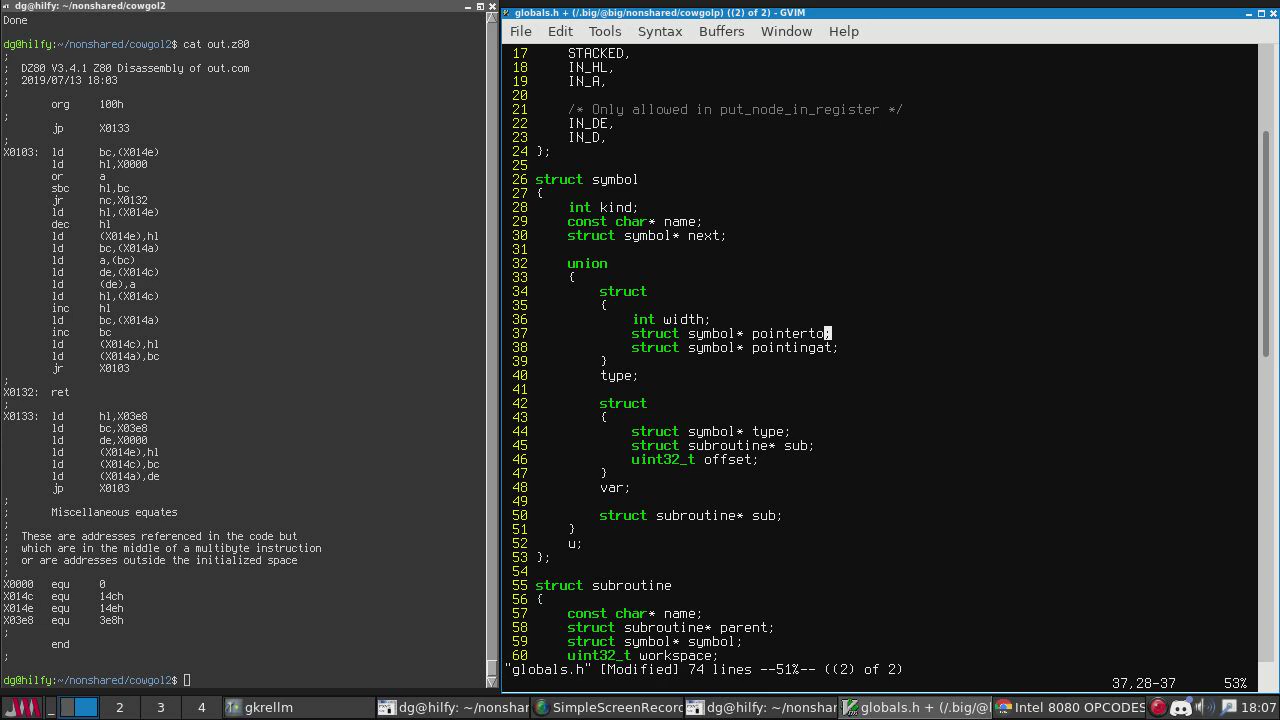 dg@hilfy: ~/nonshared/cowgol2
Done
dg@hilfy:~/nonshared/cowgol2$ cat out.z80
;
;  DZ80 V3.4.1 Z80 Disassembly of out.com
;  2019/07/13 18:03
;
org 100h
;
jp X0133
;
X0103: ld bc,(X014e)
ld hl,X0000
or a
sbc hl,bc
jr nc,X0132
ld hl,(X014e)
dec hl
ld (X014e),hl
ld bc,(X014a)
ld a,(bc)
ld de,(X014c)
ld (de),a
ld hl,(X014c)
inc hl
ld bc,(X014a)
inc bc
ld (X014c),hl
ld (X014a),bc
jr X0103
;
X0132: ret
;
X0133: ld hl,X03e8
ld bc,X03e8
ld de,X0000
ld (X014e),hl
ld (X014c),bc
ld (X014a),de
jp X0103
;
; Miscellaneous equates
;
;  These are addresses referenced in the code but
;  which are in the middle of a multibyte instruction
;  or are addresses outside the initialized space
;
X0000 equ 0
X014c equ 14ch
X014e equ 14eh
X03e8 equ 3e8h
;
end
;
dg@hilfy:~/nonshared/cowgol2$
globals.h + (/.big/@big/nonshared/cowgolp) ((2) of 2) - GVIM
File Edit Tools Syntax Buffers Window Help
17 STACKED,
18 IN_HL,
19 IN_A,
20
21 /* Only allowed in put_node_in_register */
22 IN_DE,
23 IN_D,
24 };
25
26 struct symbol
27 {
28 int kind;
29 const char* name;
30 struct symbol* next;
31
32 union
33 {
34 struct
35 {
36 int width;
37 struct symbol* pointerto;
38 struct symbol* pointingat;
39 }
40 type;
41
42 struct
43 {
44 struct symbol* type;
45 struct subroutine* sub;
46 uint32_t offset;
47 }
48 var;
49
50 struct subroutine* sub;
51 }
52 u;
53 };
54
55 struct subroutine
56 {
57 const char* name;
58 struct subroutine* parent;
59 struct symbol* symbol;
60 uint32_t workspace;
"globals.h" [Modified] 74 lines --51%-- ((2) of 2)
37,28-37 53%
2 3 4 gkrellm dg@hilfy: ~/nonshar SimpleScreenRecord dg@hilfy: ~/nonshar globals.h + (/.big/@b Intel 8080 OPCODES 18:07